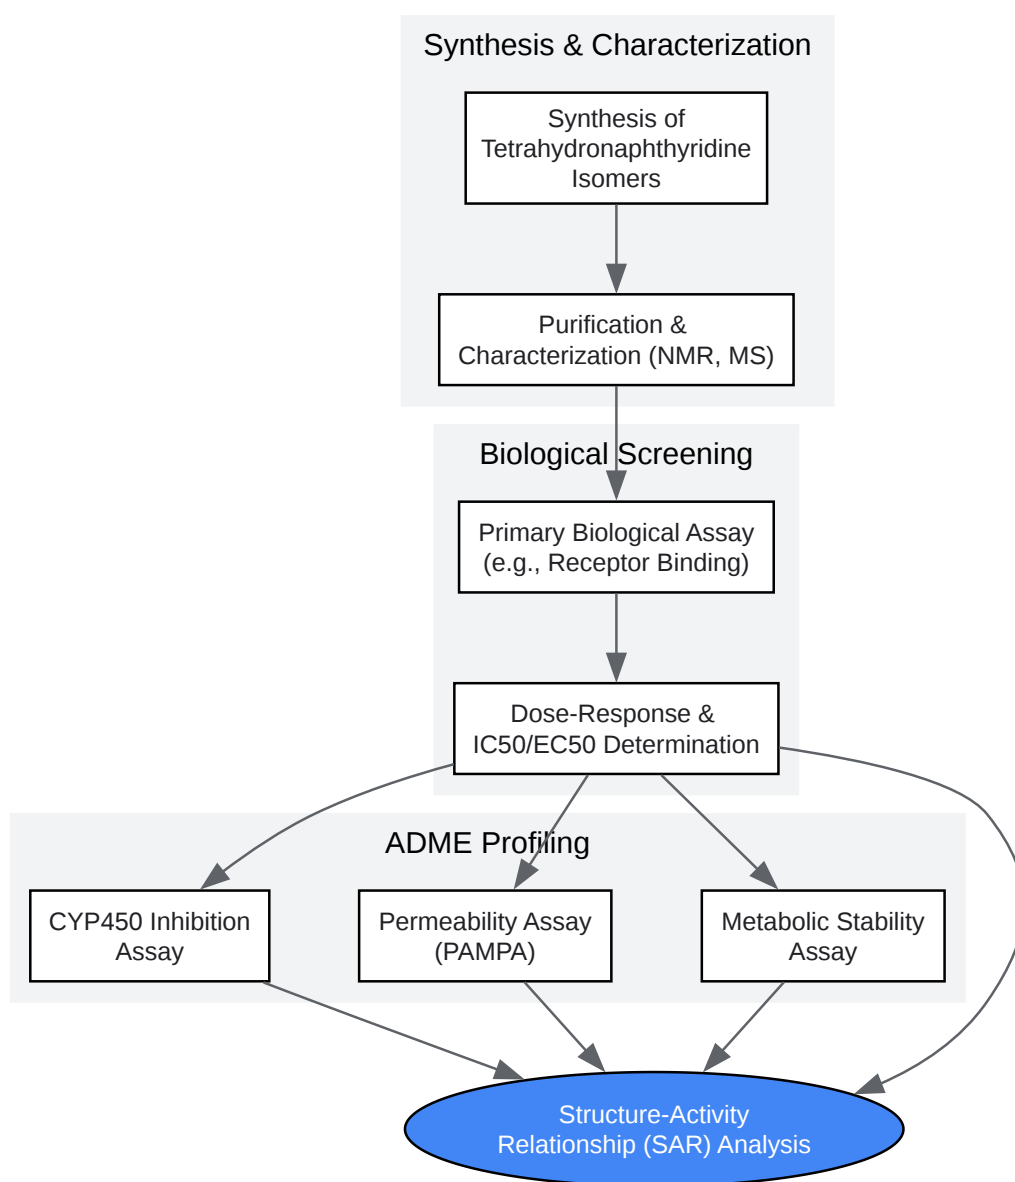 Synthesis & Characterization
Synthesis of
Tetrahydronaphthyridine
Isomers
Purification &
Characterization (NMR, MS)
Biological Screening
Primary Biological Assay
(e.g., Receptor Binding)
Dose-Response &
IC50/EC50 Determination
ADME Profiling
CYP450 Inhibition
Assay
Permeability Assay
(PAMPA)
Metabolic Stability
Assay
Structure-Activity
Relationship (SAR) Analysis